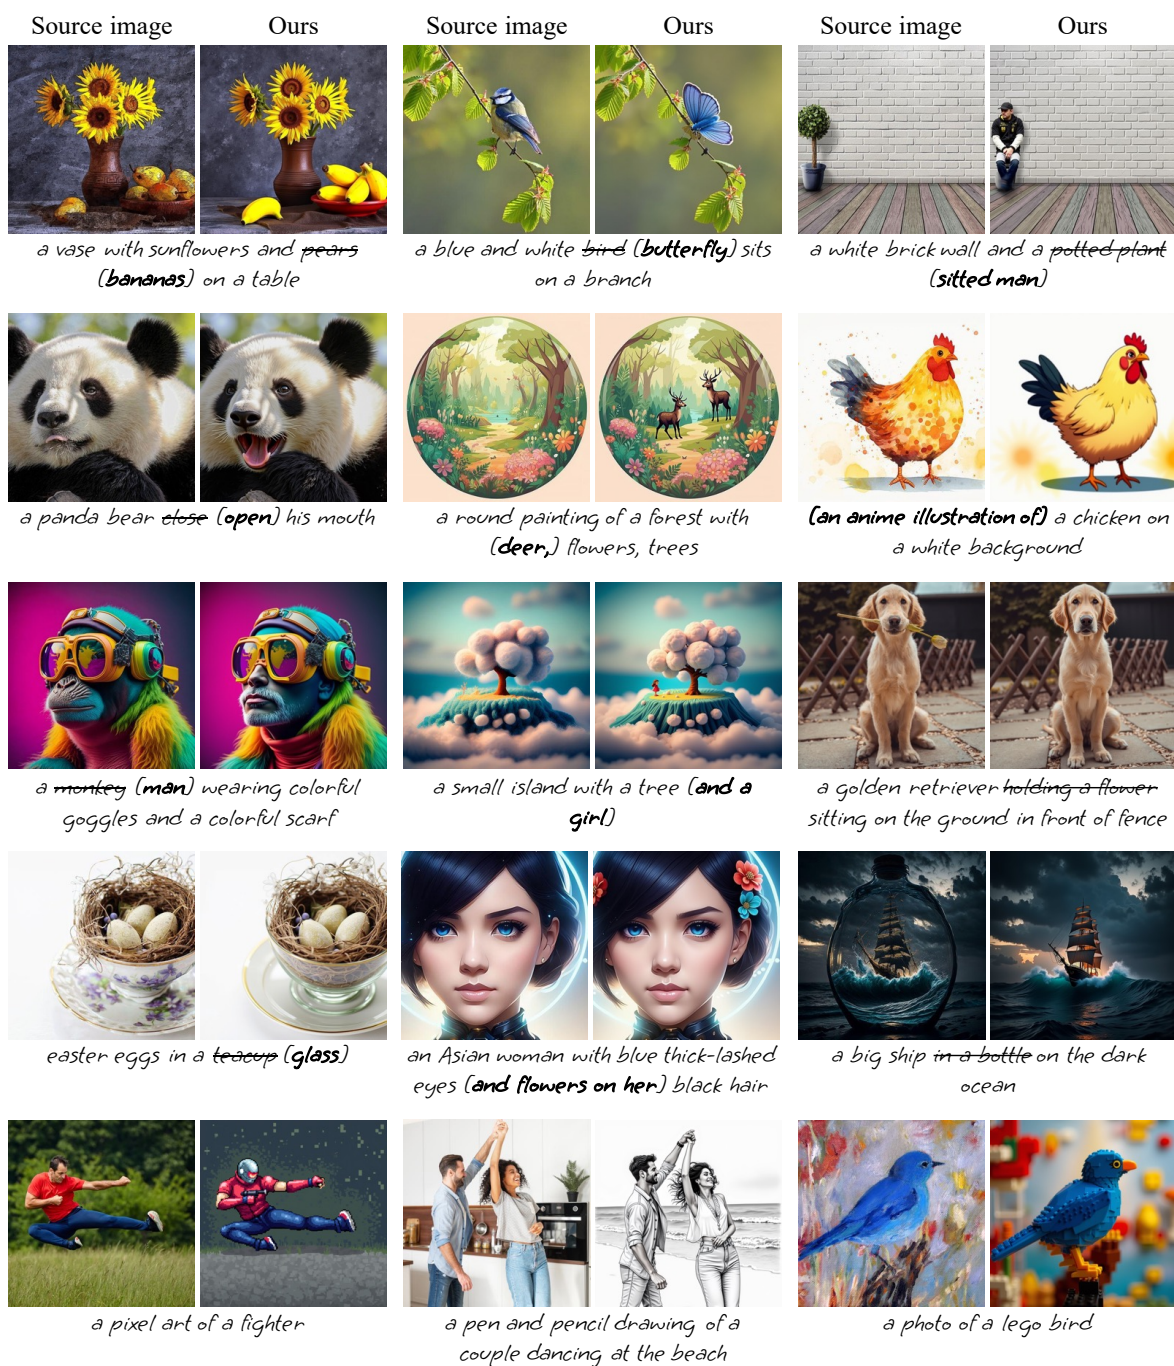 Source image Ours Source image Ours Source image Ours
a vase with sunflowers and pears
[bananas] on a table
a blue and white bird [butterfly] sits
on a branch
a white brick wall and a potted plant
[sitted man]
a panda bear close [open] his mouth
a round painting of a forest with
[deer,] flowers, trees
[an anime illustration of] a chicken on
a white background
a monkey [man] wearing colorful
goggles and a colorful scarf
a small island with a tree [and a
girl]
a golden retriever holding a flower
sitting on the ground in front of fence
easter eggs in a teacup [glass]
an Asian woman with blue thick-lashed
eyes [and flowers on her] black hair
a big ship in a bottle on the dark
ocean
a pixel art of a fighter
a pen and pencil drawing of a
couple dancing at the beach
a photo of a lego bird